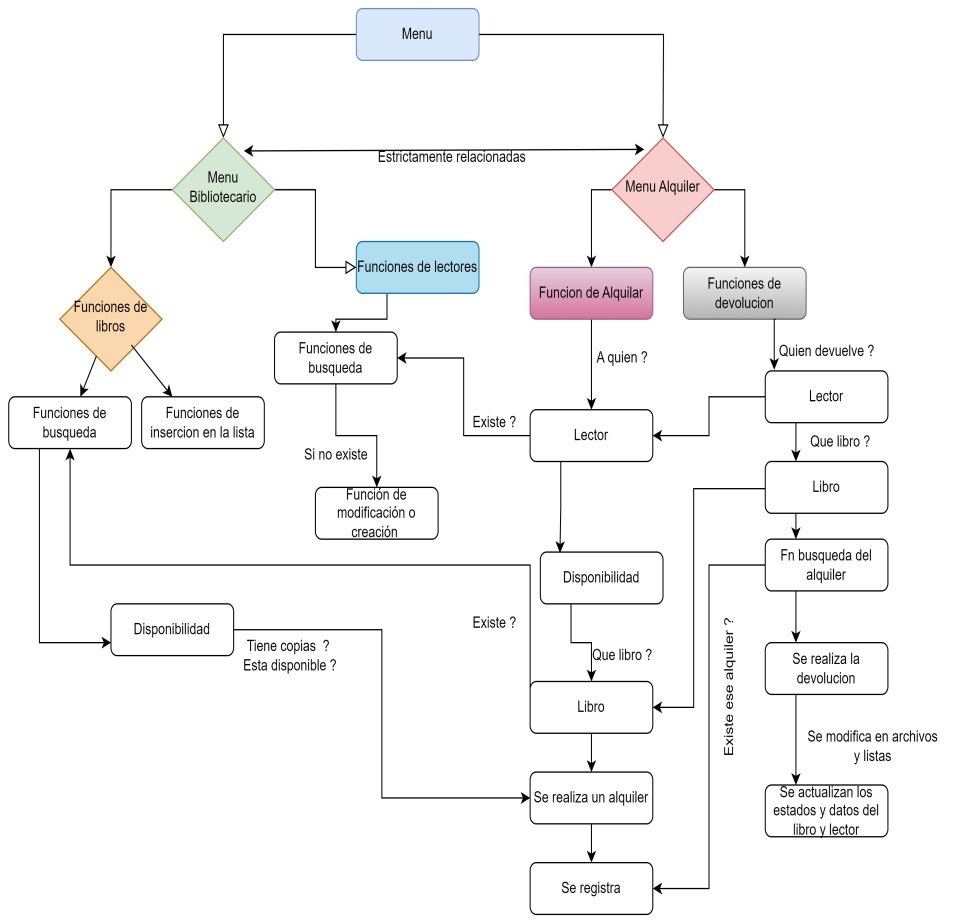 Menu
Estrictamente relacionadas
Menu
Bibliotecario
Menu Alquiler
Funciones de lectores
Funciones de
libros
Funcion de Alquilar
Funciones de
devolucion
Funciones de
busqueda
A quien ?
Quien devuelve ?
Funciones de
busqueda
Funciones de
insercion en la lista
Lector
Existe ?
Lector
Que libro ?
Si no existe
Función de
modificación o
creación
Libro
Disponibilidad
Fn busqueda del
alquiler
Disponibilidad
Tiene copias ?
Esta disponible ?
Existe ?
Que libro ?
Existe ese alquiler ?
Se realiza la
devolucion
Libro
Se modifica en archivos
y listas
Se realiza un alquiler
Se actualizan los
estados y datos del
libro y lector
Se registra